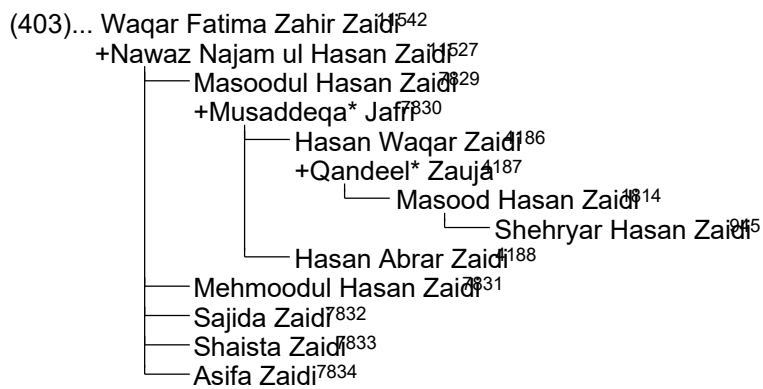 (403)... Waqar Fatima Zahir Zaidi11542
+Nawaz Najam ul Hasan Zaidi11527
Masoodul Hasan Zaidi7829
+Musaddeqa* Jafri7830
Hasan Waqar Zaidi4186
+Qandeel* Zauja4187
Masood Hasan Zaidi1814
Shehryar Hasan Zaidi945
Hasan Abrar Zaidi4188
Mehmoodul Hasan Zaidi7831
Sajida Zaidi7832
Shaista Zaidi7833
Asifa Zaidi7834